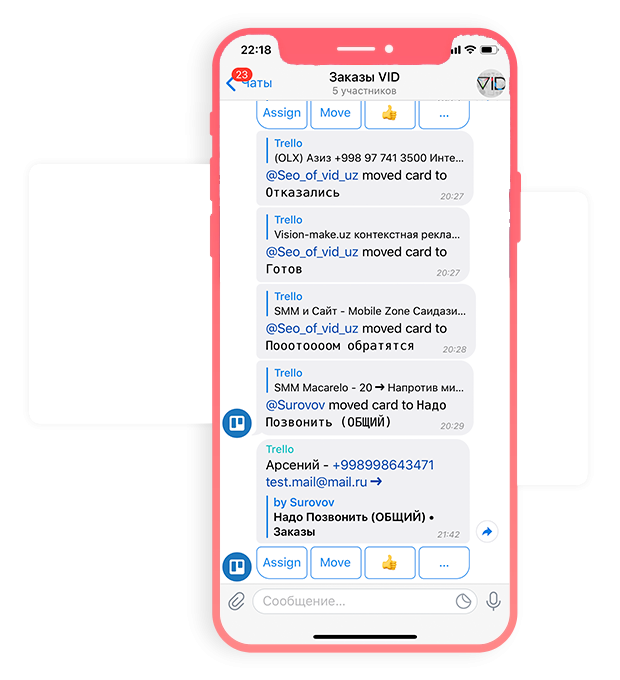 22:18
23
Чаты
Заказы VID
5 участников
VID
Assign Move 👍 ...
Trello
(OLX) Азиз +998 97 741 3500 Инте...
@Seo_of_vid_uz moved card to
Отказались
20:27
Trello
Vision-make.uz контекстная рекла...
@Seo_of_vid_uz moved card to
Готов
20:27
Trello
SMM и Сайт - Mobile Zone Саидази...
@Seo_of_vid_uz moved card to
Пооотоооом обратятся
20:28
Trello
SMM Macarelo - 20 ➔ Напротив ми...
@Surovov moved card to Надо
Позвонить (ОБЩИЙ)
20:29
Trello
Арсений - +998998643471
test.mail@mail.ru ➔
by Surovov
Надо Позвонить (ОБЩИЙ) •
Заказы
21:42
Assign Move 👍 ...
Сообщение...